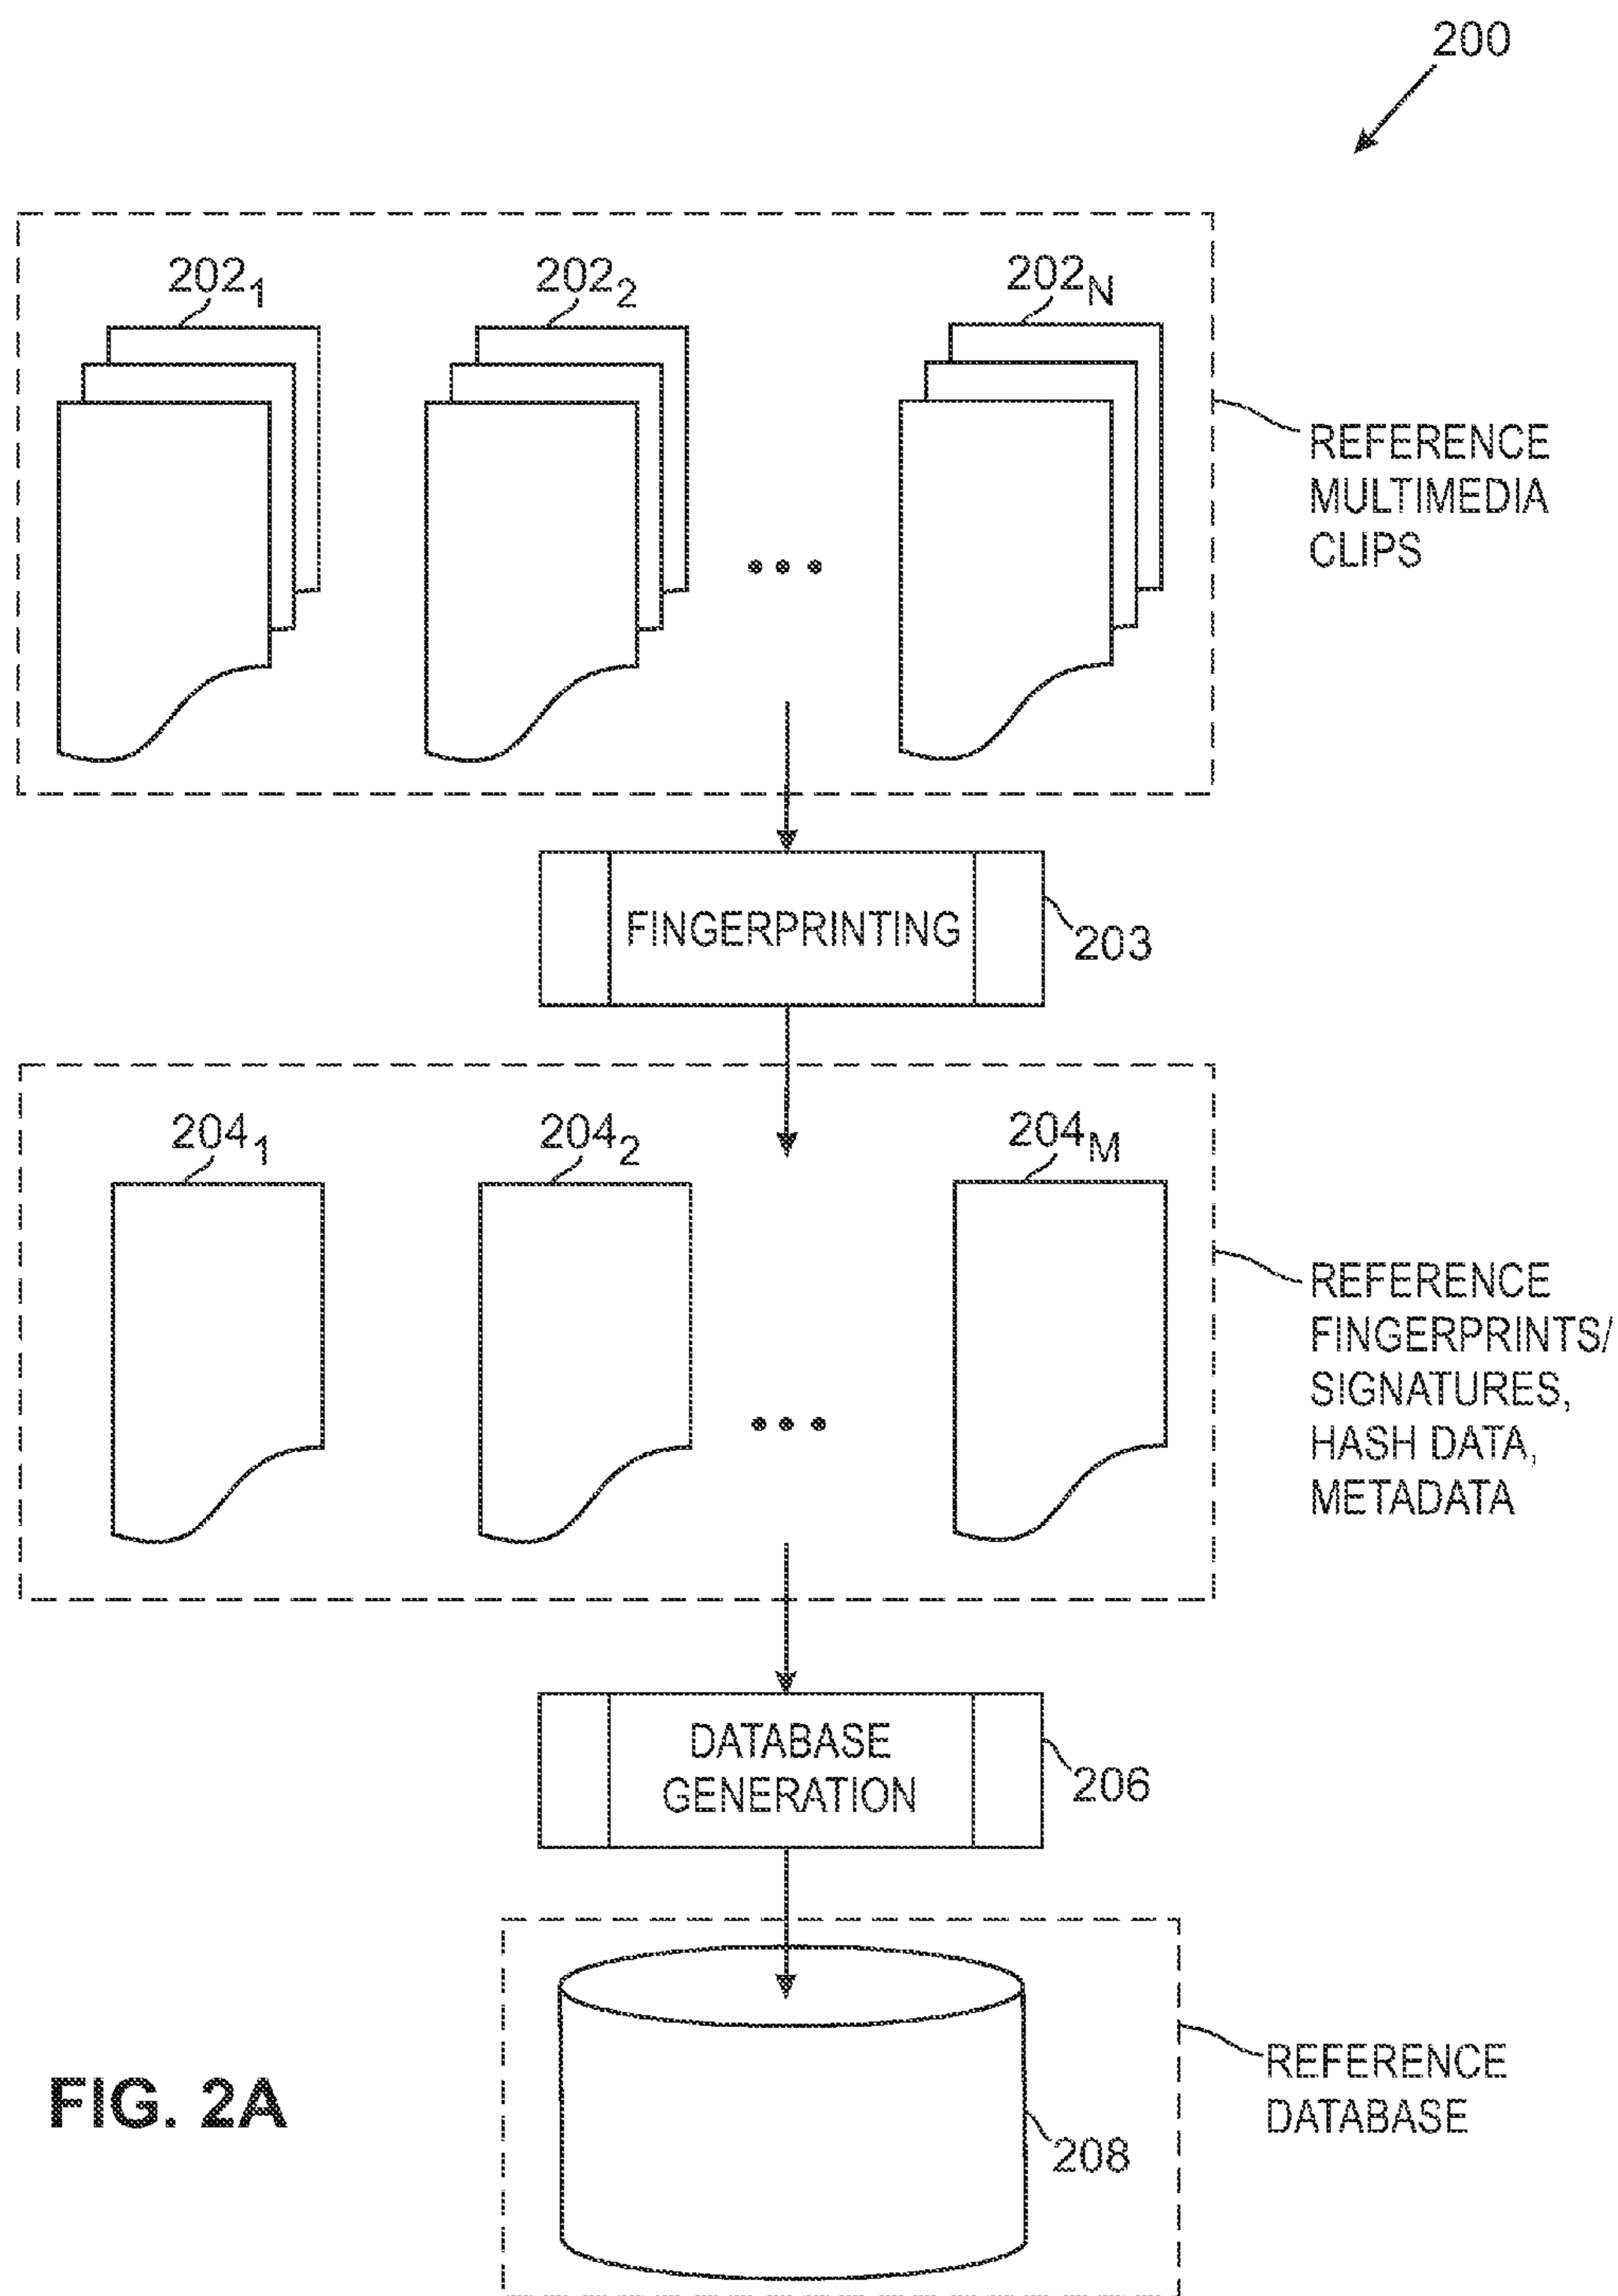 200
202₁ 202₂ 202N
REFERENCE
MULTIMEDIA
CLIPS
FINGERPRINTING
203
204₁ 204₂ 204M
REFERENCE
FINGERPRINTS/
SIGNATURES,
HASH DATA,
METADATA
DATABASE
GENERATION
206
REFERENCE
DATABASE
208
FIG. 2A